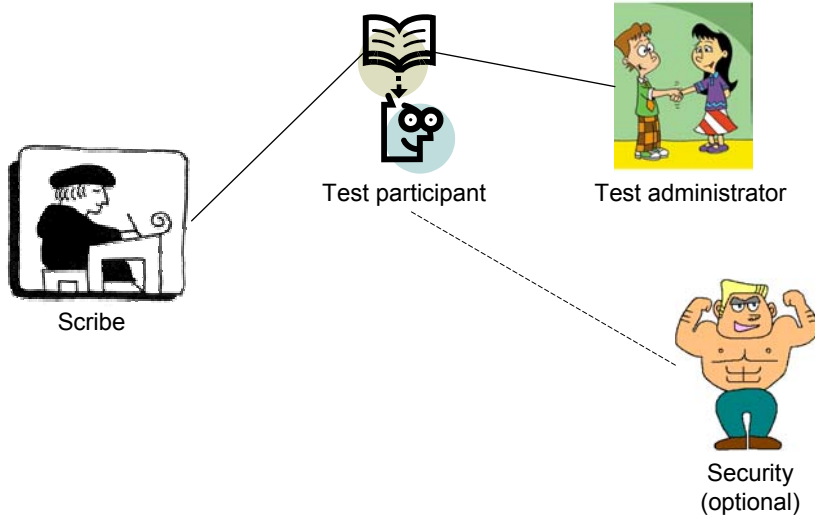 Test participant
Test administrator
Scribe
Security
(optional)